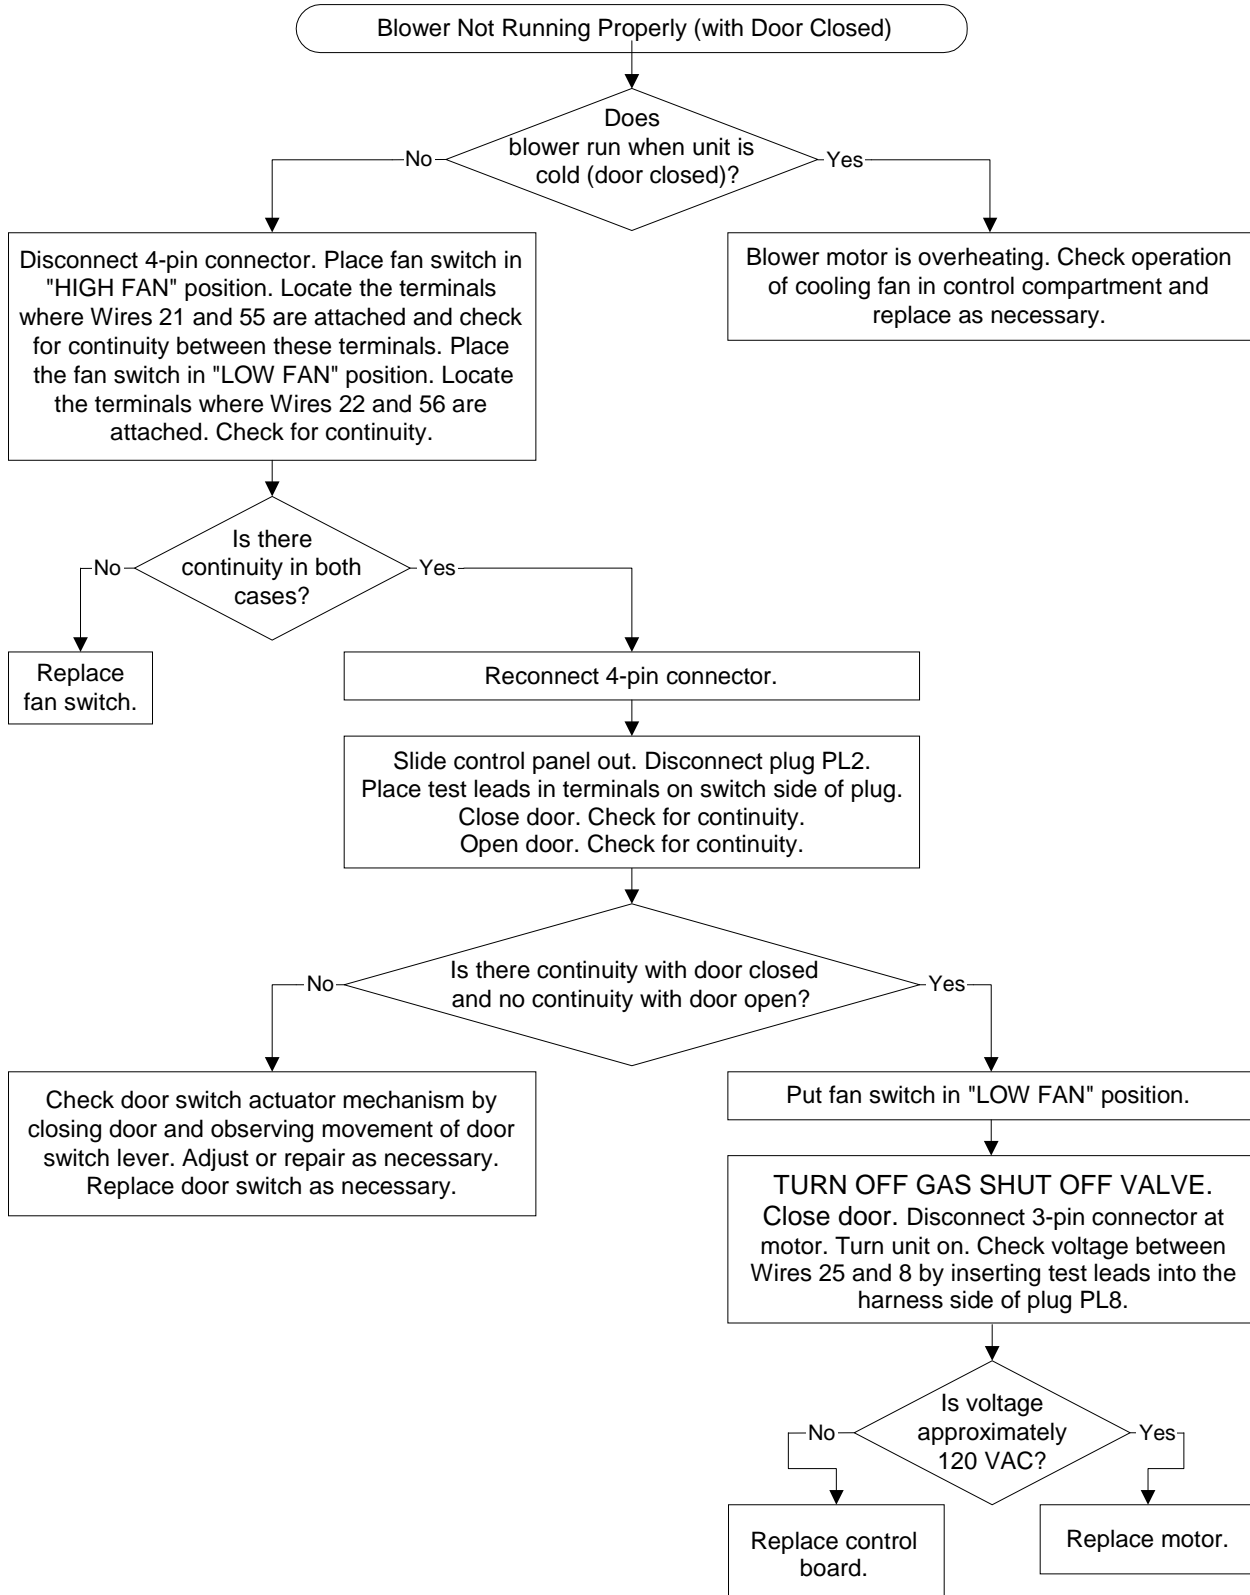 Blower Not Running Properly (with Door Closed)
Does
blower run when unit is
cold (door closed)?
No
Yes
Disconnect 4-pin connector. Place fan switch in
"HIGH FAN" position. Locate the terminals
where Wires 21 and 55 are attached and check
for continuity between these terminals. Place
the fan switch in "LOW FAN" position. Locate
the terminals where Wires 22 and 56 are
attached. Check for continuity.
Blower motor is overheating. Check operation
of cooling fan in control compartment and
replace as necessary.
Is there
continuity in both
cases?
No
Yes
Replace
fan switch.
Reconnect 4-pin connector.
Slide control panel out. Disconnect plug PL2.
Place test leads in terminals on switch side of plug.
Close door. Check for continuity.
Open door. Check for continuity.
Is there continuity with door closed
and no continuity with door open?
No
Yes
Check door switch actuator mechanism by
closing door and observing movement of door
switch lever. Adjust or repair as necessary.
Replace door switch as necessary.
Put fan switch in "LOW FAN" position.
TURN OFF GAS SHUT OFF VALVE.
Close door. Disconnect 3-pin connector at
motor. Turn unit on. Check voltage between
Wires 25 and 8 by inserting test leads into the
harness side of plug PL8.
Is voltage
approximately
120 VAC?
No
Yes
Replace control
board.
Replace motor.